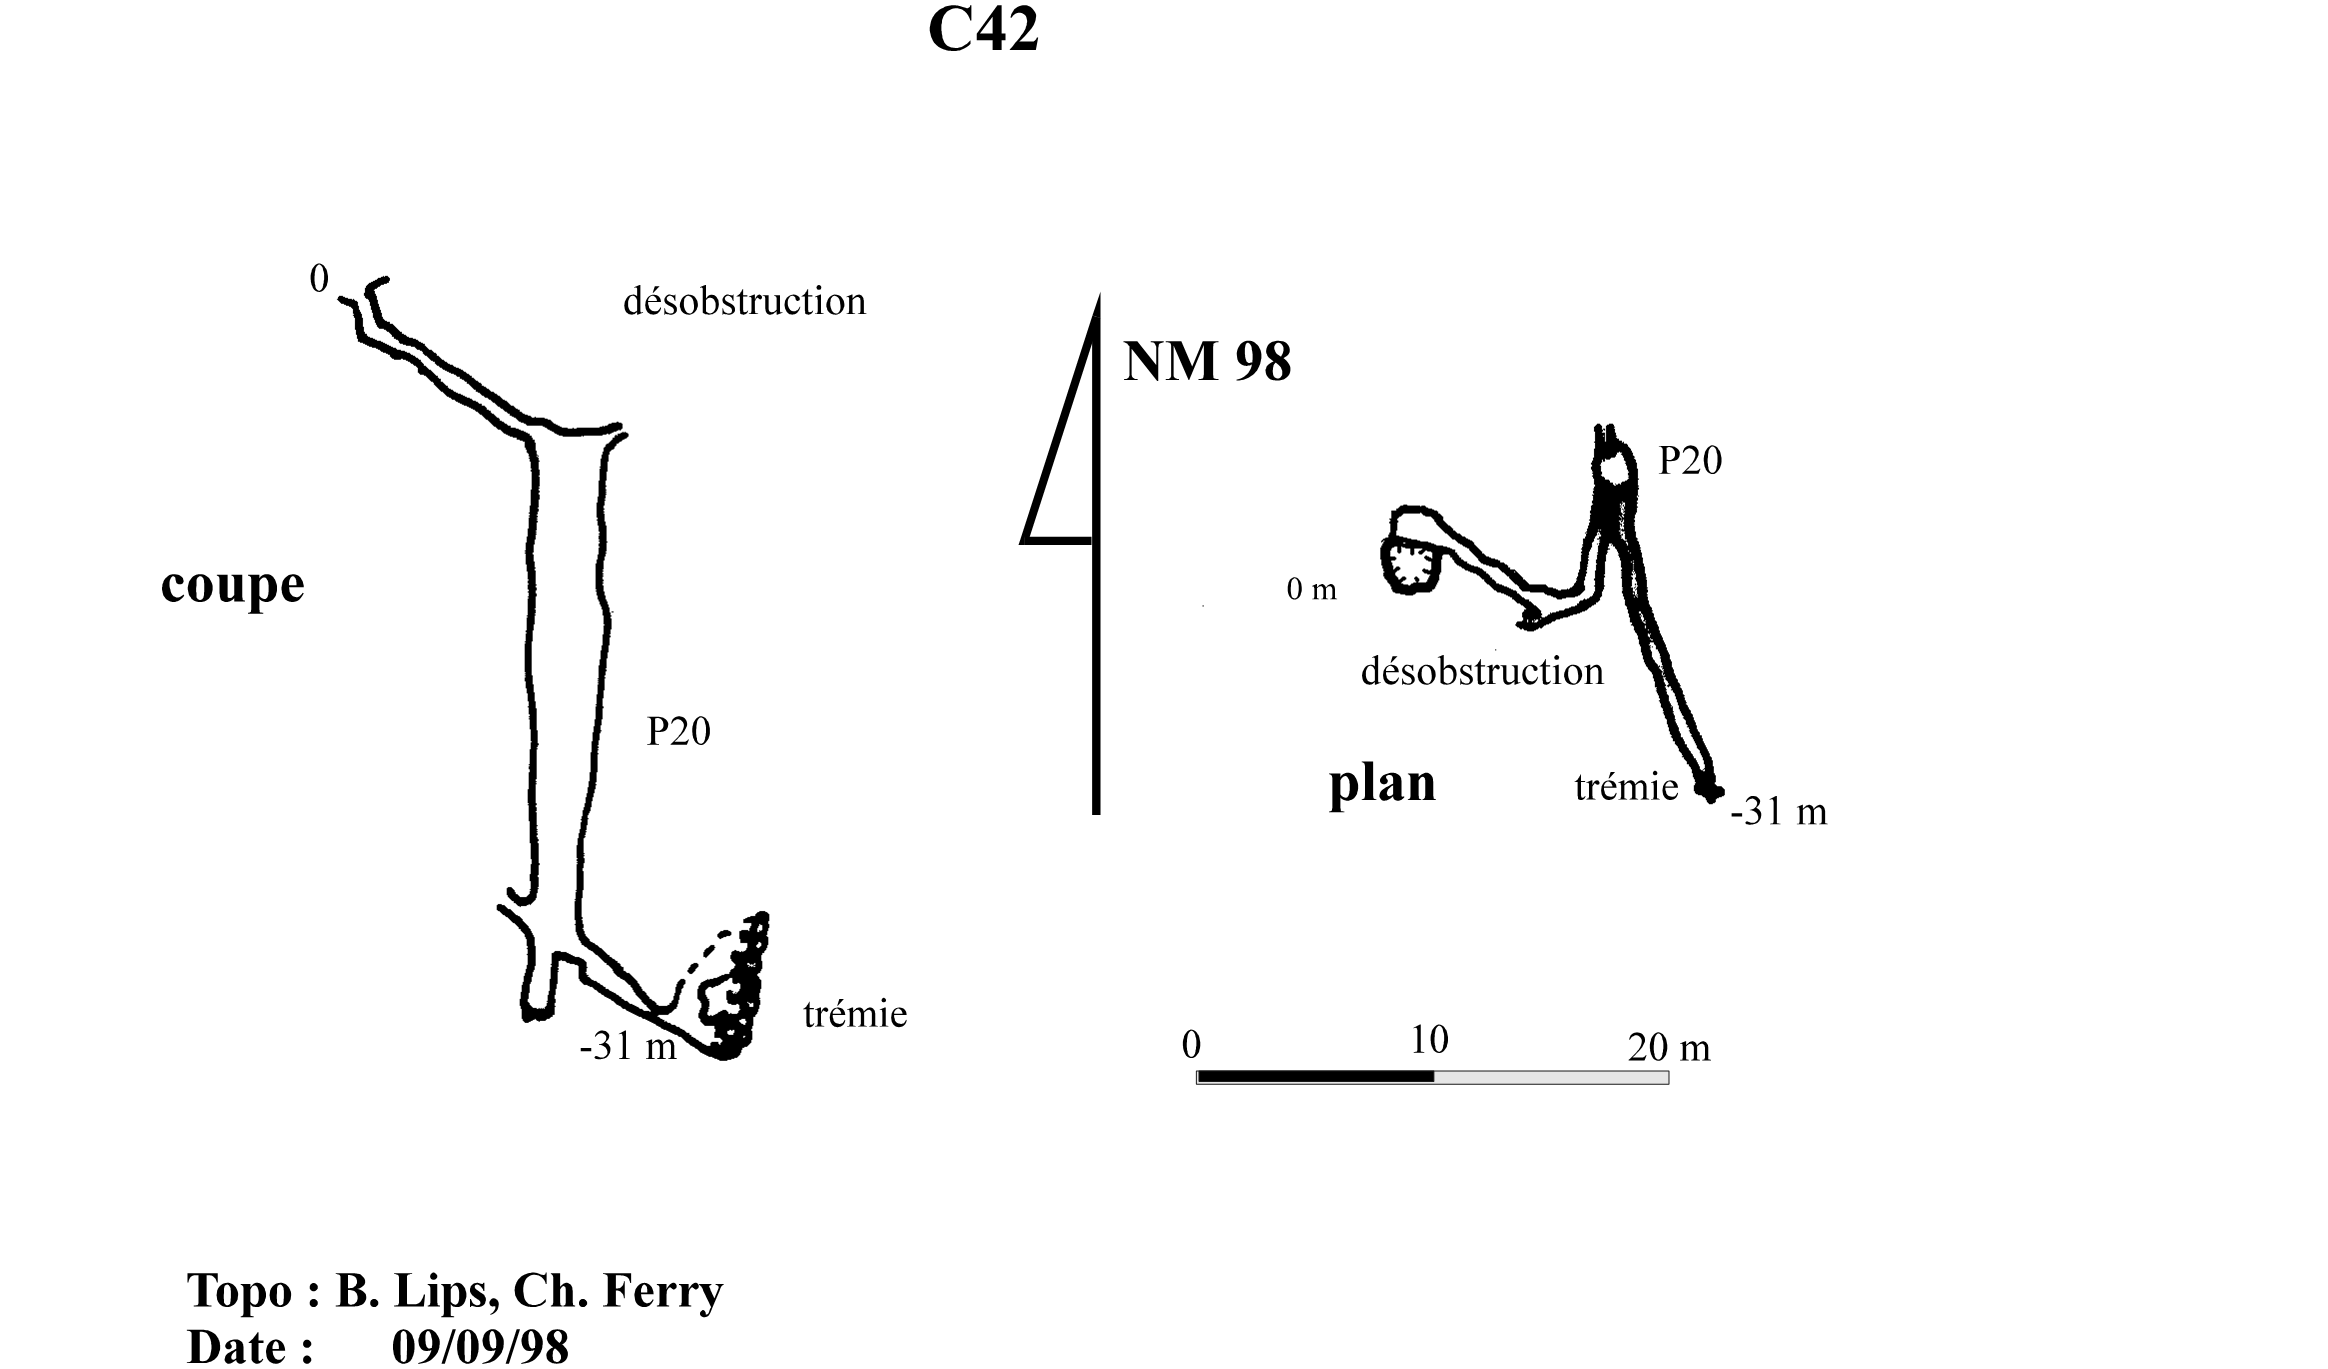 C42
0
désobstruction
NM 98
P20
0 m
coupe
désobstruction
P20
plan
trémie
-31 m
trémie
-31 m
0 10 20 m
Topo : B. Lips, Ch. Ferry
Date : 09/09/98